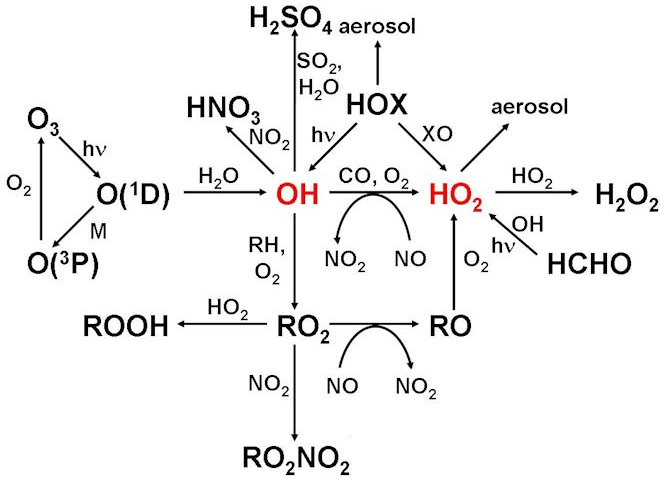 H₂SO₄ aerosol
SO₂,
H₂O
HNO₃
HOX
aerosol
O₃
hν
NO₂
hν
XO
O₂
O(¹D)
H₂O
OH
CO, O₂
HO₂
HO₂
H₂O₂
M
OH
hν
O(³P)
RH,
O₂
NO₂
NO
O₂
HCHO
ROOH
HO₂
RO₂
RO
NO₂
NO
NO₂
RO₂NO₂